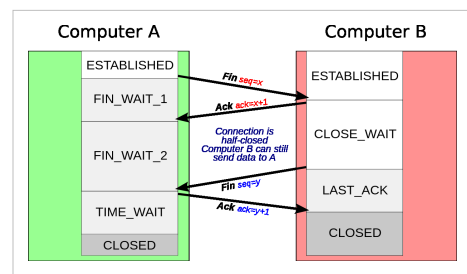 Computer A
Computer B
ESTABLISHED
ESTABLISHED
Fin seq=x
FIN_WAIT_1
Ack ack=x+1
Connection is
half-closed
Computer B can still
send data to A
CLOSE_WAIT
FIN_WAIT_2
Fin seq=y
LAST_ACK
Ack ack=y+1
TIME_WAIT
CLOSED
CLOSED